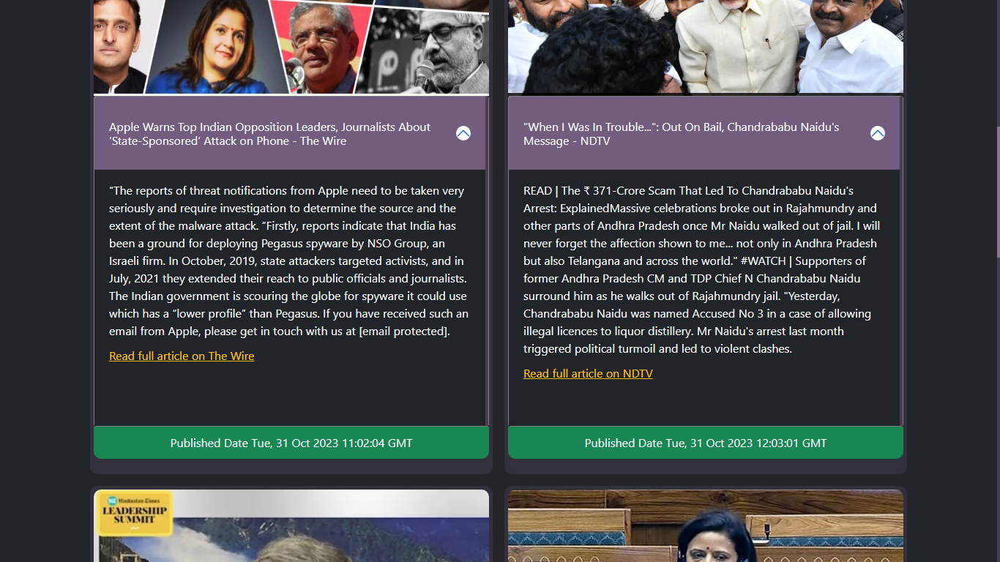 Apple Warns Top Indian Opposition Leaders, Journalists About
‘State-Sponsored’ Attack on Phone - The Wire
“The reports of threat notifications from Apple need to be taken very
seriously and require investigation to determine the source and the
extent of the malware attack. “Firstly, reports indicate that India has
been a ground for deploying Pegasus spyware by NSO Group, an
Israeli firm. In October, 2019, state attackers targeted activists, and in
July, 2021 they extended their reach to public officials and journalists.
The Indian government is scouring the globe for spyware it could use
which has a “lower profile” than Pegasus. If you have received such an
email from Apple, please get in touch with us at [email protected].
Read full article on The Wire
Published Date Tue, 31 Oct 2023 11:02:04 GMT
"When I Was In Trouble...": Out On Bail, Chandrababu Naidu's
Message - NDTV
READ | The ₹ 371-Crore Scam That Led To Chandrababu Naidu's
Arrest: ExplainedMassive celebrations broke out in Rajahmundry and
other parts of Andhra Pradesh once Mr Naidu walked out of jail. I will
never forget the affection shown to me... not only in Andhra Pradesh
but also Telangana and across the world." #WATCH | Supporters of
former Andhra Pradesh CM and TDP Chief N Chandrababu Naidu
surround him as he walks out of Rajahmundry jail. "Yesterday,
Chandrababu Naidu was named Accused No 3 in a case of allowing
illegal licences to liquor distillery. Mr Naidu's arrest last month
triggered political turmoil and led to violent clashes.
Read full article on NDTV
Published Date Tue, 31 Oct 2023 12:03:01 GMT
Hindustan Times
LEADERSHIP
SUMMIT